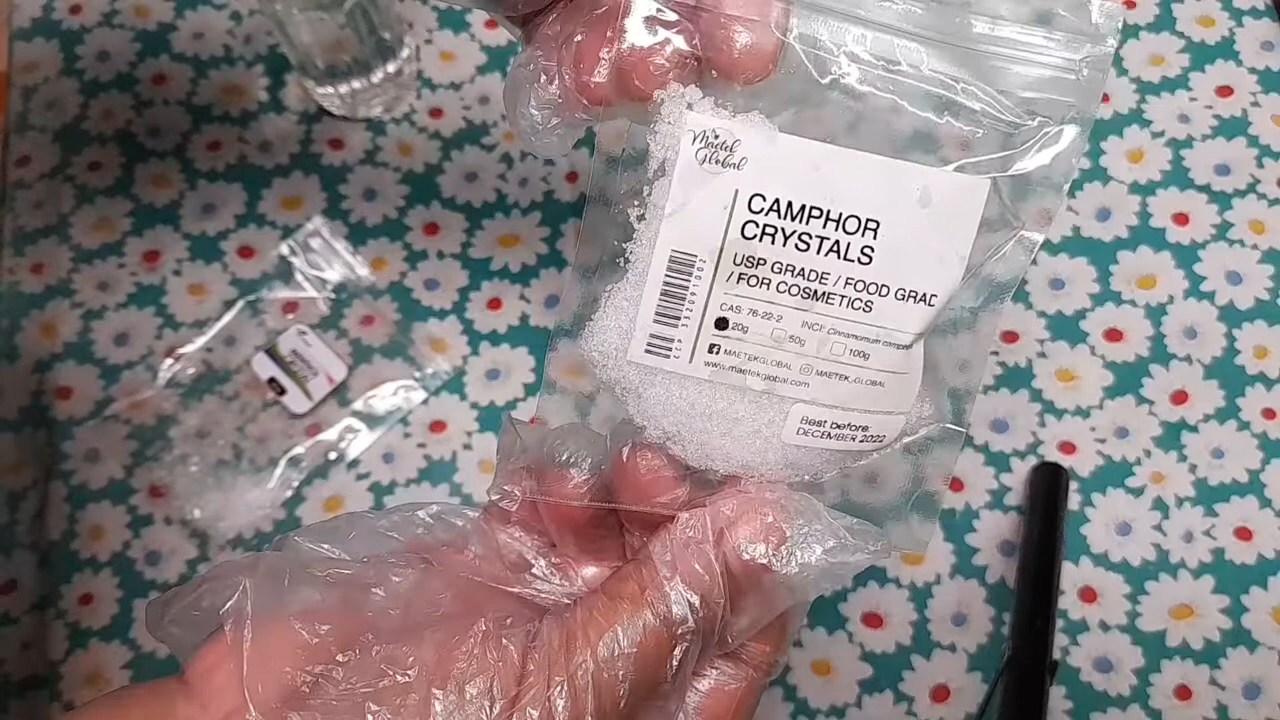 Maetek
Global
CAMPHOR
CRYSTALS
USP GRADE / FOOD GRAD
/ FOR COSMETICS
CAS: 76-22-2
INCI: Cinnamomum camphor
20g 50g 100g
MAETEKGLOBAL MAETEK_GLOBAL
www.maetekglobal.com
Best before:
DECEMBER 2022